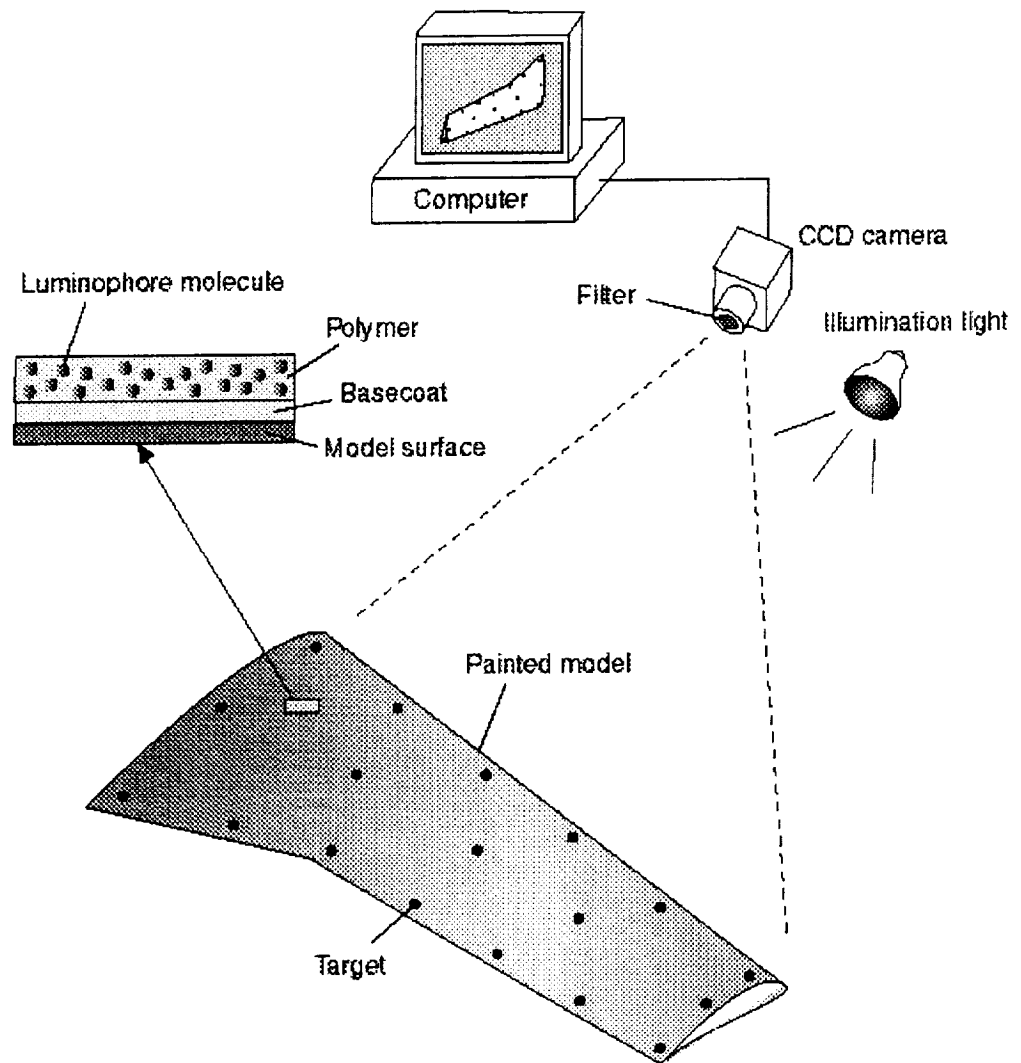 Computer
CCD camera
Luminophore molecule
Filter
Illumination light
Polymer
Basecoat
Model surface
Painted model
Target